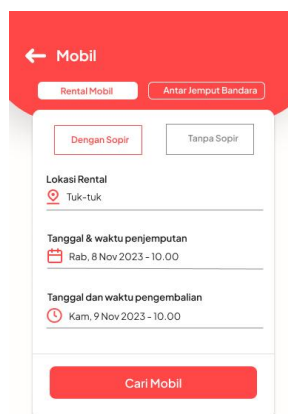 Mobil
Rental Mobil
Antar Jemput Bandara
Dengan Sopir
Tanpa Sopir
Lokasi Rental
Tuk-tuk
Tanggal & waktu penjemputan
Rab, 8 Nov 2023 - 10.00
Tanggal dan waktu pengembalian
Kam, 9 Nov 2023 - 10.00
Cari Mobil